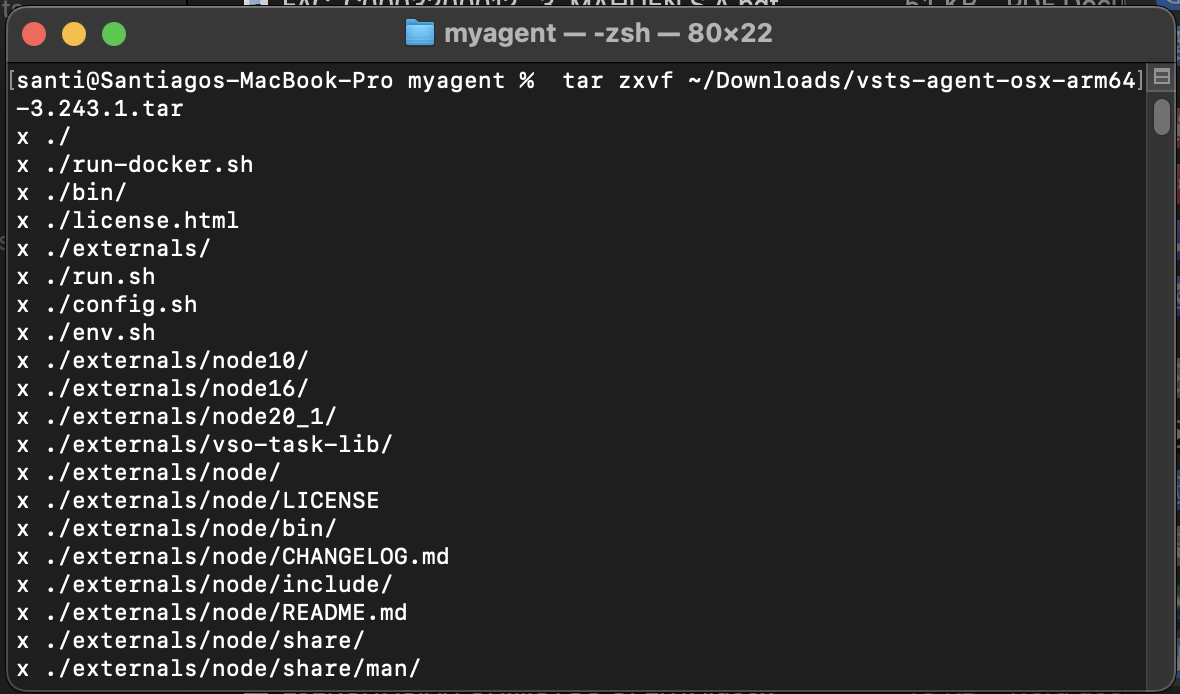 myagent — -zsh — 80×22
[santi@Santiagos-MacBook-Pro myagent %  tar zxvf ~/Downloads/vsts-agent-osx-arm64]
-3.243.1.tar
x ./
x ./run-docker.sh
x ./bin/
x ./license.html
x ./externals/
x ./run.sh
x ./config.sh
x ./env.sh
x ./externals/node10/
x ./externals/node16/
x ./externals/node20_1/
x ./externals/vso-task-lib/
x ./externals/node/
x ./externals/node/LICENSE
x ./externals/node/bin/
x ./externals/node/CHANGELOG.md
x ./externals/node/include/
x ./externals/node/README.md
x ./externals/node/share/
x ./externals/node/share/man/